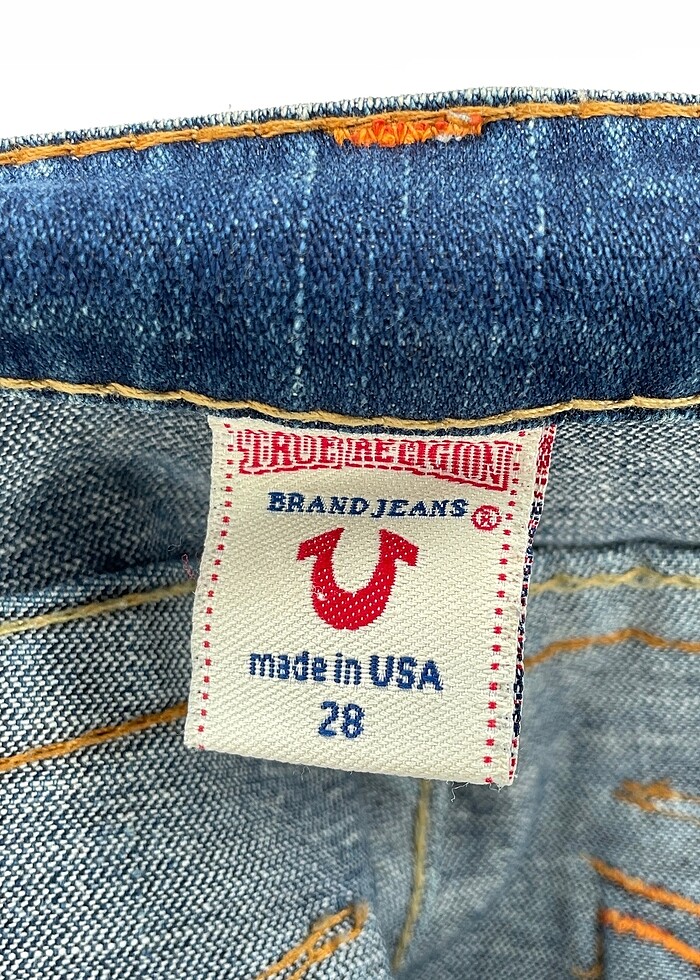 TRUE RELIGION
BRAND JEANS ®
made in USA
28